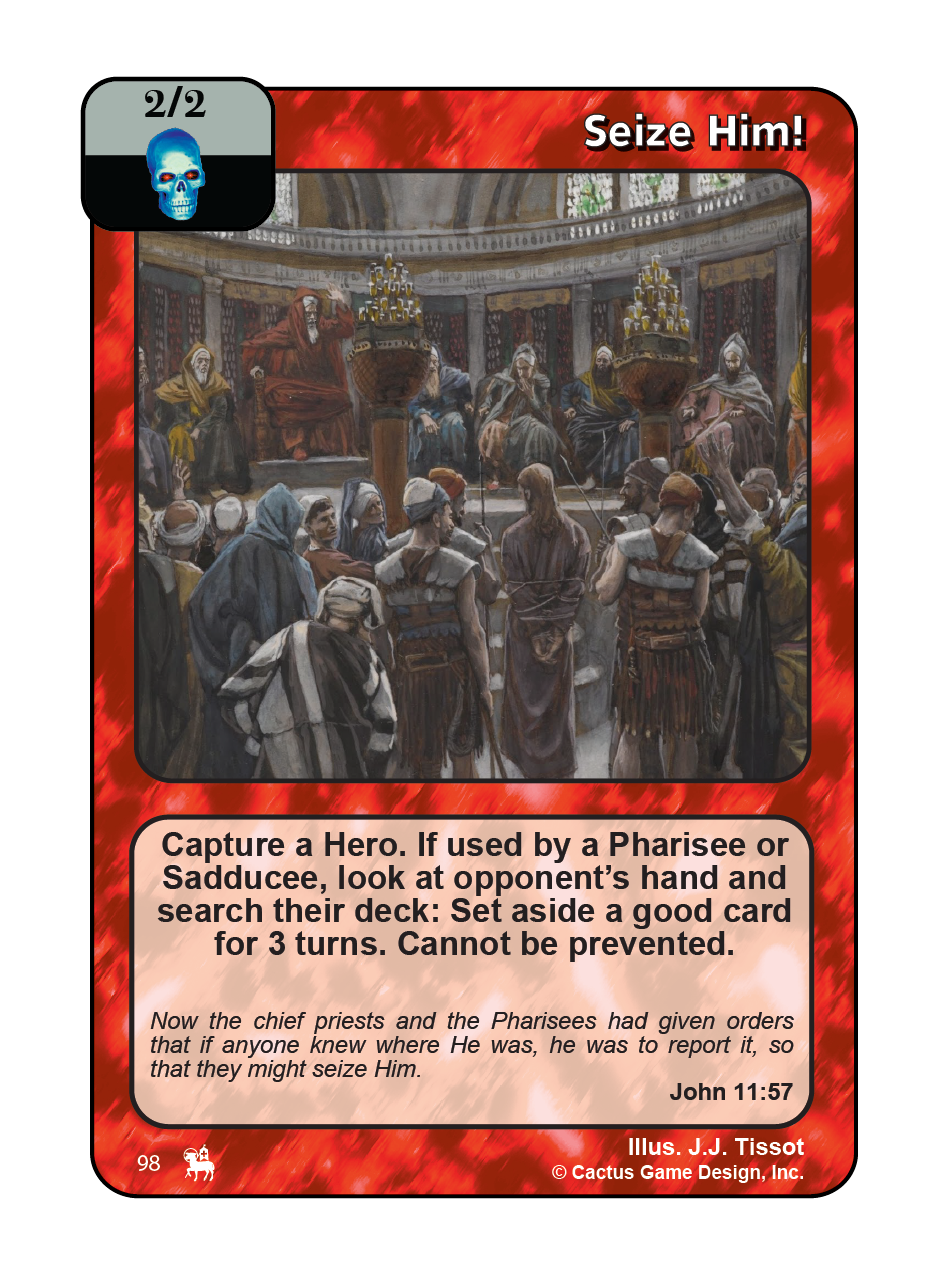 2/2
Seize Him!
Capture a Hero. If used by a Pharisee or
Sadducee, look at opponent’s hand and
search their deck: Set aside a good card
for 3 turns. Cannot be prevented.
Now the chief priests and the Pharisees had given orders
that if anyone knew where He was, he was to report it, so
that they might seize Him.
John 11:57
98
Illus. J.J. Tissot
© Cactus Game Design, Inc.